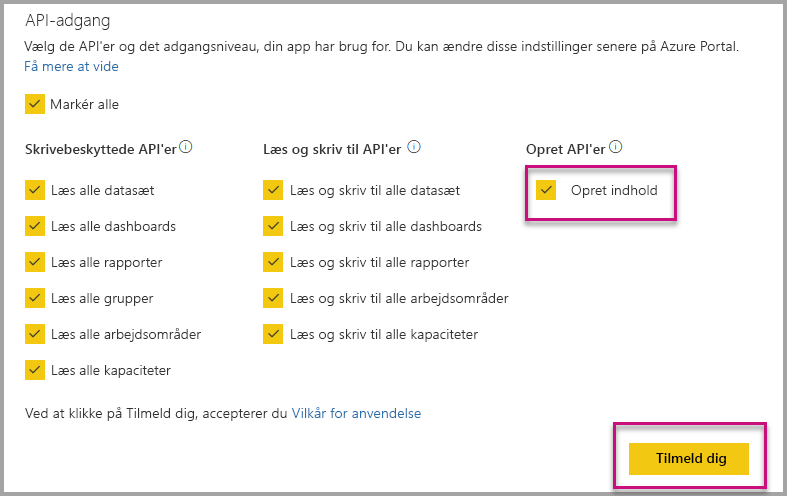 API-adgang
Vælg de API'er og det adgangsniveau, din app har brug for. Du kan ændre disse indstillinger senere på Azure Portal.
Få mere at vide
Markér alle
Skrivebeskyttede API'er
Læs alle datasæt
Læs alle dashboards
Læs alle rapporter
Læs alle grupper
Læs alle arbejdsområder
Læs alle kapaciteter
Læs og skriv til API'er
Læs og skriv til alle datasæt
Læs og skriv til alle dashboards
Læs og skriv til alle rapporter
Læs og skriv til alle arbejdsområder
Læs og skriv til alle kapaciteter
Opret API'er
Opret indhold
Ved at klikke på Tilmeld dig, accepterer du Vilkår for anvendelse
Tilmeld dig